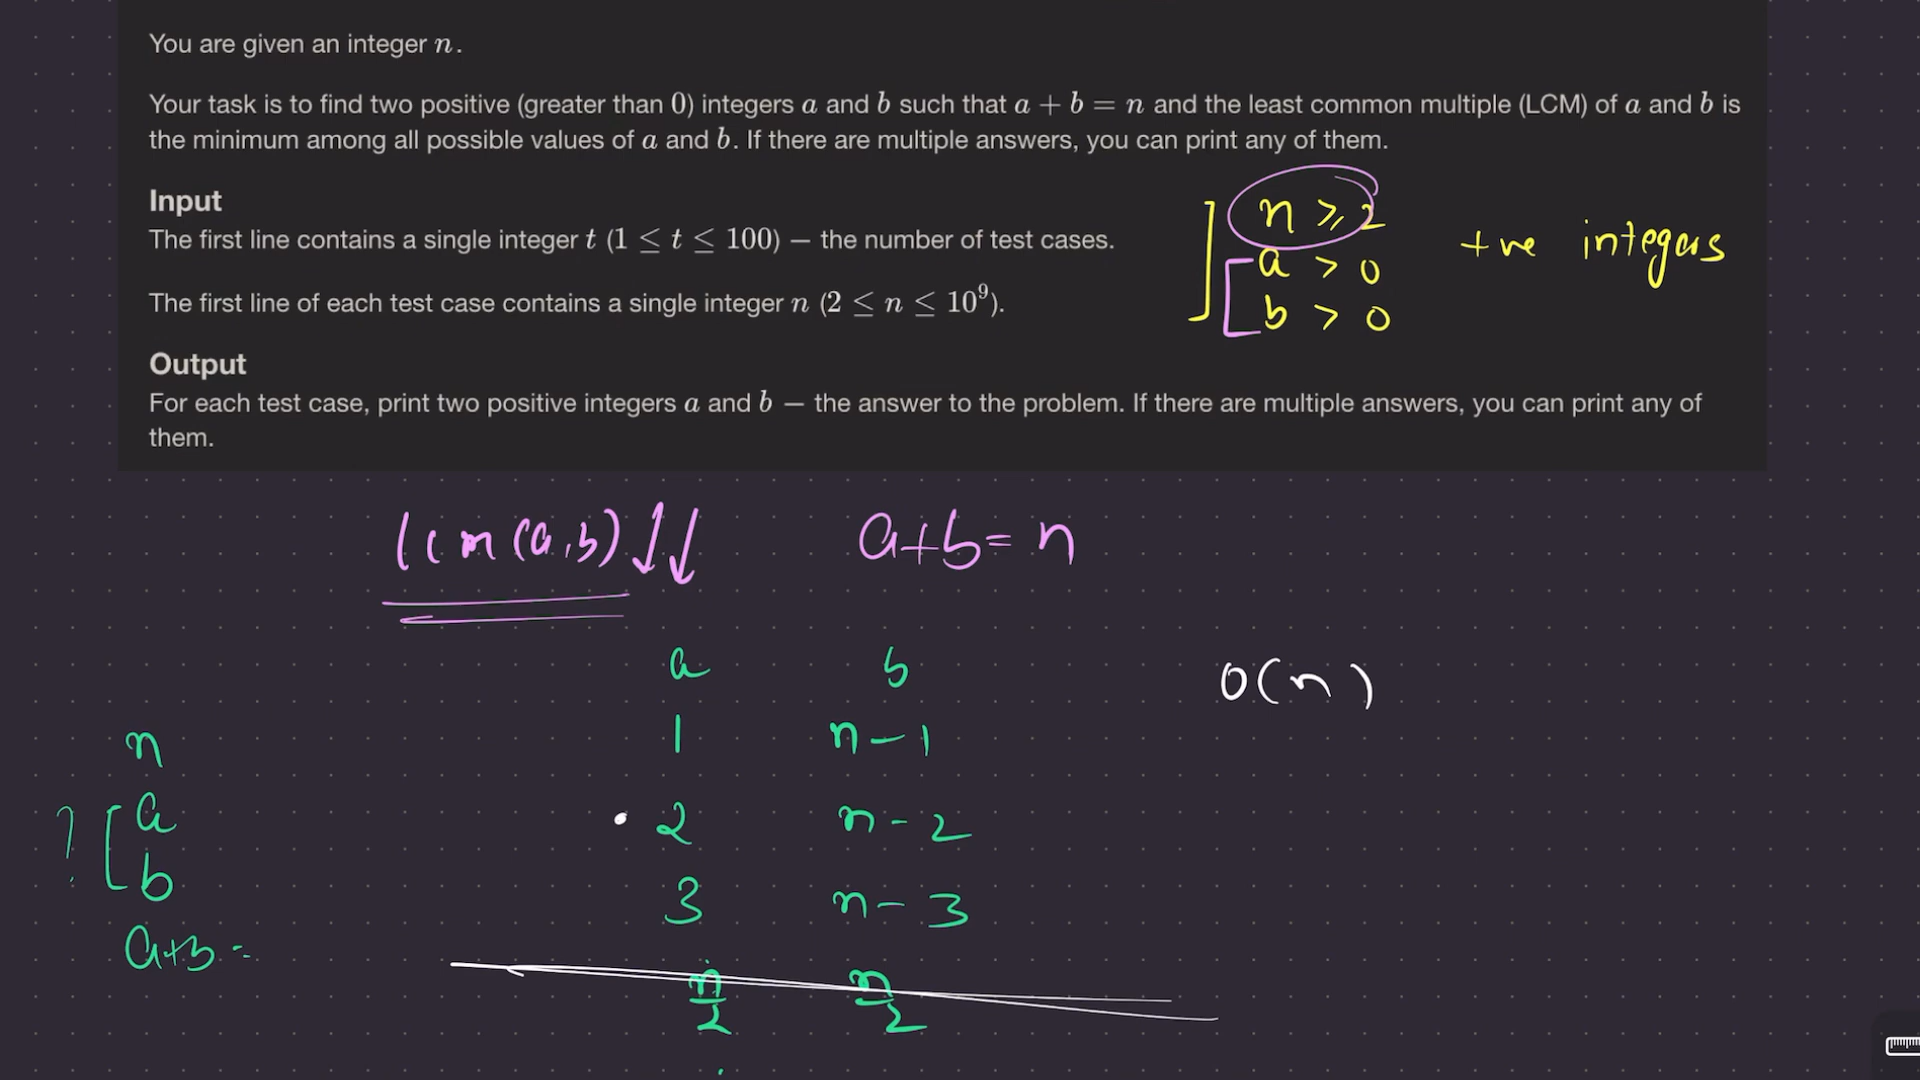 You are given an integer n.
Your task is to find two positive (greater than 0) integers a and b such that a + b = n and the least common multiple (LCM) of a and b is
the minimum among all possible values of a and b. If there are multiple answers, you can print any of them.
Input
The first line contains a single integer t (1 ≤ t ≤ 100) — the number of test cases.
The first line of each test case contains a single integer n (2 ≤ n ≤ 10⁹).
n ≥ 2
a > 0
b > 0
+ve integers
Output
For each test case, print two positive integers a and b — the answer to the problem. If there are multiple answers, you can print any of
them.
lcm(a,b) ↓↓ a+b= n
a b
O(n)
1 n-1
2 n-2
3 n-3
n/2 n/2
n
? [ a
b
a+b =